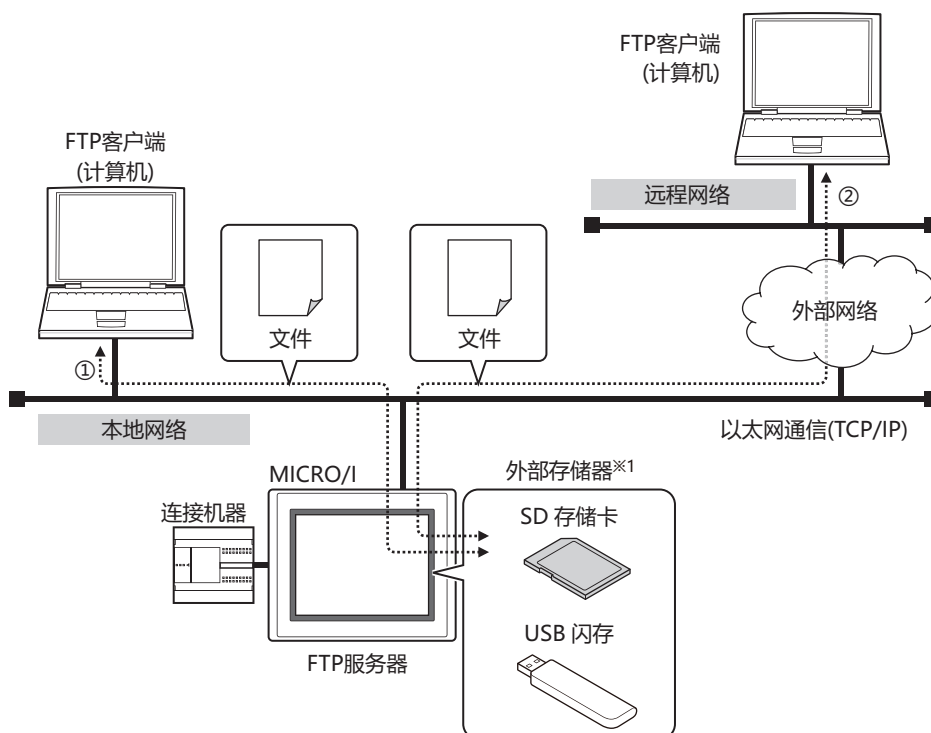 FTP客户端
(计算机)
FTP客户端
(计算机)
远程网络
②
外部网络
文件
文件
①
本地网络
以太网通信(TCP/IP)
MICRO/I
外部存储器※1
连接机器
SD 存储卡
USB 闪存
FTP服务器